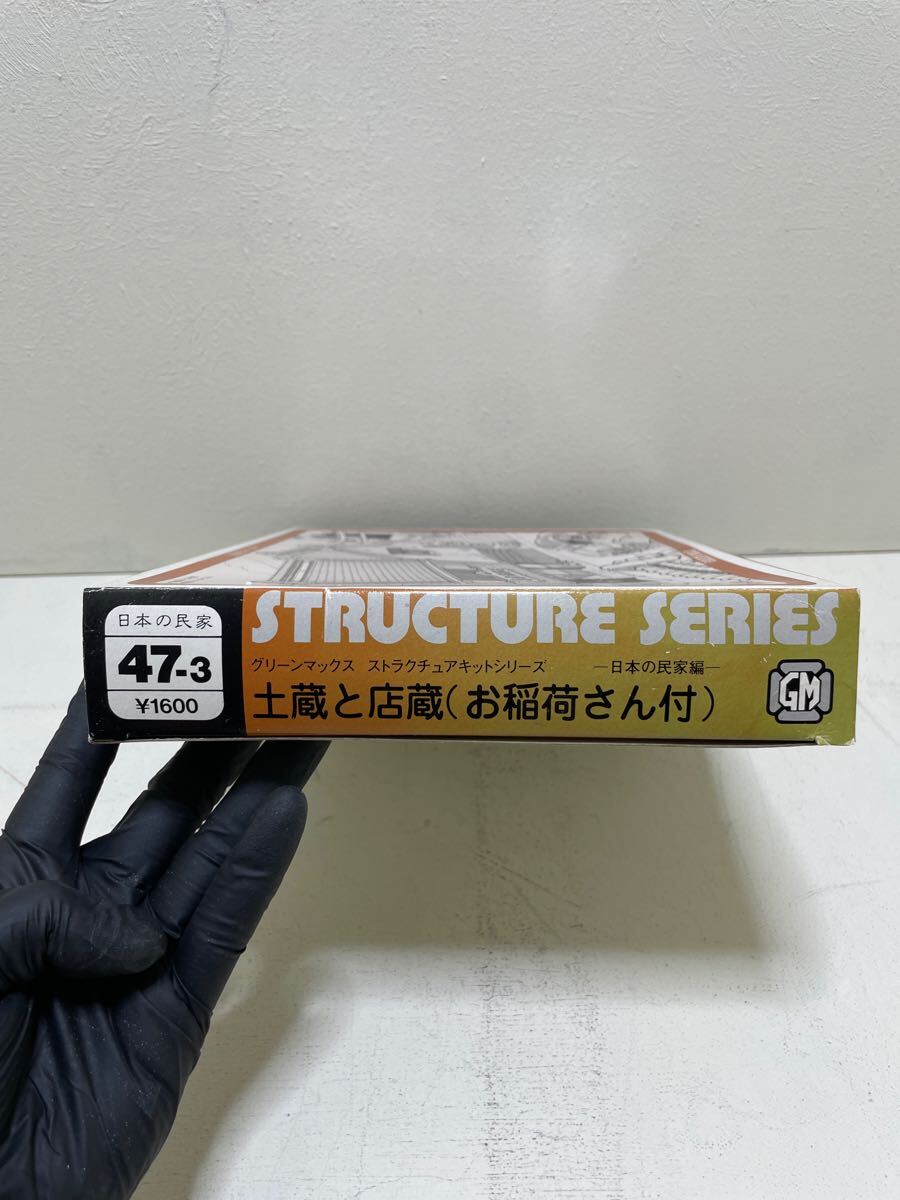 日本の民家
47-3
¥1600
STRUCTURE SERIES
グリーンマックス ストラクチュアキットシリーズ ―日本の民家編―
土蔵と店蔵(お稲荷さん付)
GM